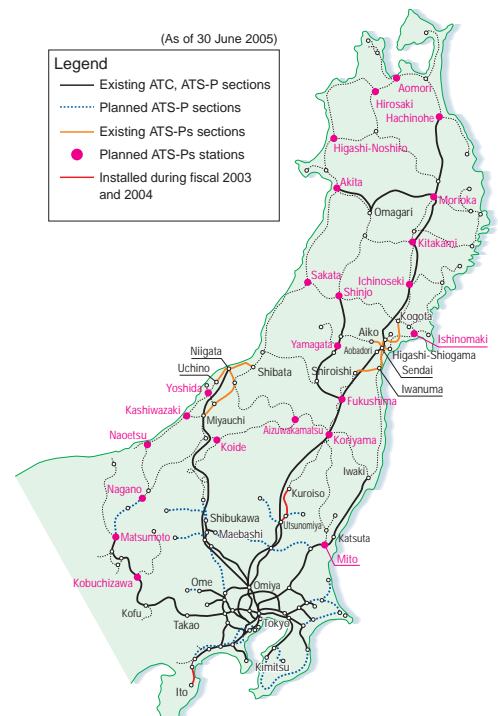 (As of 30 June 2005)
Legend
Existing ATC, ATS-P sections
Planned ATS-P sections
Existing ATS-Ps sections
Planned ATS-Ps stations
Installed during fiscal 2003
and 2004
Aomori
Hirosaki
Hachinohe
Higashi-Noshiro
Akita
Morioka
Omagari
Kitakami
Sakata
Ichinoseki
Shinjo
Kogota
Aiko
Ishinomaki
Yamagata
Aobadori
Higashi-Shiogama
Niigata
Sendai
Uchino
Shibata
Shiroishi
Iwanuma
Yoshida
Fukushima
Kashiwazaki
Miyauchi
Aizuwakamatsu
Naoetsu
Koide
Koriyama
Iwaki
Nagano
Kuroiso
Shibukawa
Utsunomiya
Matsumoto
Maebashi
Katsuta
Mito
Kobuchizawa
Ome
Omiya
Kofu
Takao
Tokyo
Kimitsu
Ito